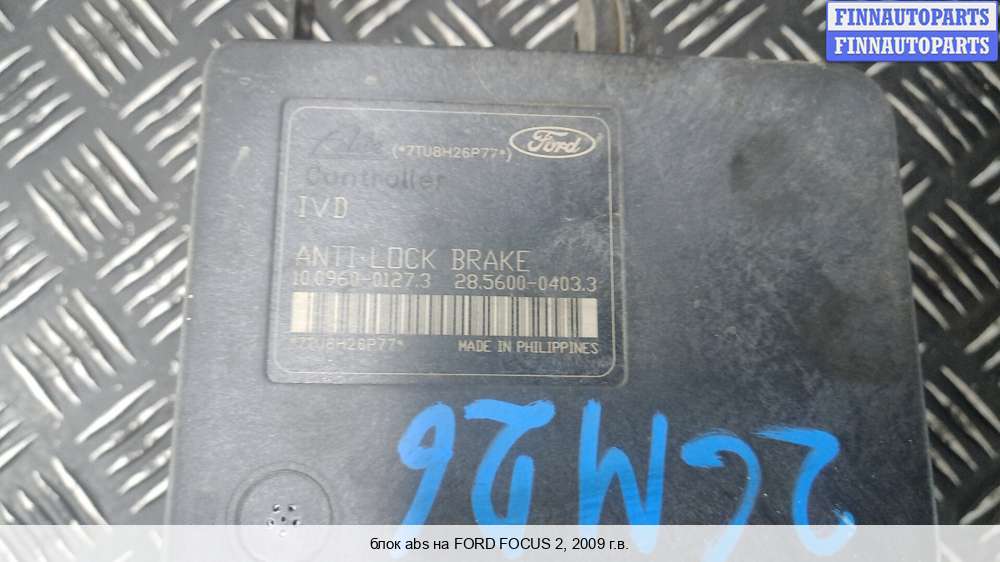 FINNAUTOPARTS
FINNAUTOPARTS
(*7TU8H26P77*) Ford
Controller
IVD
ANTI-LOCK BRAKE
10.0960-0127.3 28.5600-0403.3
*7TU8H26P77* MADE IN PHILIPPINES
блок abs на FORD FOCUS 2, 2009 г.в.